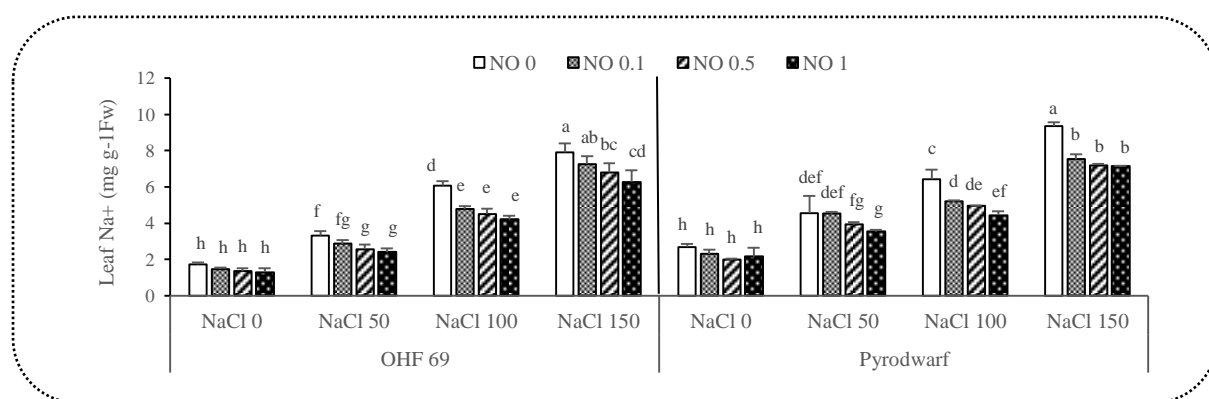 NO 0 NO 0.1 NO 0.5 NO 1
Leaf Na+ (mg g-1Fw)
12
10
8
6
4
2
0
h h h h
f fg g g
d e e e
a ab bc cd
h h h h
def def fg g
c d de ef
a b b b
NaCl 0 NaCl 50 NaCl 100 NaCl 150 NaCl 0 NaCl 50 NaCl 100 NaCl 150
OHF 69 Pyrodwarf